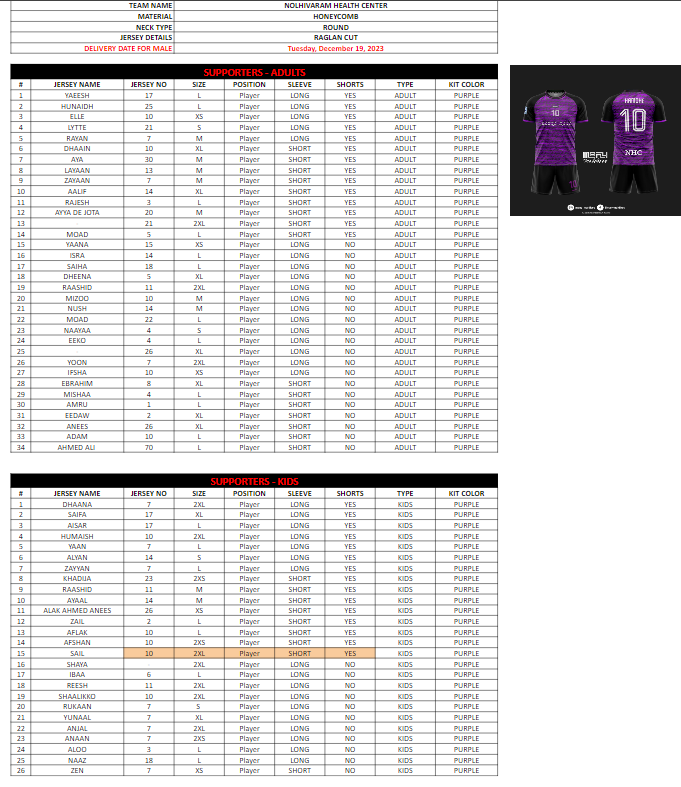 TEAM NAME NOLHIVARAM HEALTH CENTER
MATERIAL HONEYCOMB
NECK TYPE ROUND
JERSEY DETAILS RAGLAN CUT
DELIVERY DATE FOR MALE Tuesday, December 19, 2023
SUPPORTERS - ADULTS
# JERSEY NAME JERSEY NO SIZE POSITION SLEEVE SHORTS TYPE KIT COLOR
1 YAEESH 17 L Player LONG YES ADULT PURPLE
2 HUNAIDH 25 L Player LONG YES ADULT PURPLE
3 ELLE 10 XS Player LONG YES ADULT PURPLE
4 LYTTE 21 S Player LONG YES ADULT PURPLE
5 RAYAN 7 M Player LONG YES ADULT PURPLE
6 DHAAIN 10 XL Player SHORT YES ADULT PURPLE
7 AYA 30 M Player SHORT YES ADULT PURPLE
8 LAYAAN 13 M Player SHORT YES ADULT PURPLE
9 ZAYAAN 7 M Player SHORT YES ADULT PURPLE
10 AALIF 14 XL Player SHORT YES ADULT PURPLE
11 RAJESH 3 L Player SHORT YES ADULT PURPLE
12 AYYA DE JOTA 20 M Player SHORT YES ADULT PURPLE
13 21 2XL Player SHORT YES ADULT PURPLE
14 MOAD 5 L Player SHORT YES ADULT PURPLE
15 YAANA 15 XS Player LONG NO ADULT PURPLE
16 ISRA 14 L Player LONG NO ADULT PURPLE
17 SAIHA 18 L Player LONG NO ADULT PURPLE
18 DHEENA 5 XL Player LONG NO ADULT PURPLE
19 RAASHID 11 2XL Player LONG NO ADULT PURPLE
20 MIZOO 10 M Player LONG NO ADULT PURPLE
21 NUSH 14 M Player LONG NO ADULT PURPLE
22 MOAD 22 L Player LONG NO ADULT PURPLE
23 NAAYAA 4 S Player LONG NO ADULT PURPLE
24 EEKO 4 L Player LONG NO ADULT PURPLE
25 26 XL Player LONG NO ADULT PURPLE
26 YOON 7 2XL Player LONG NO ADULT PURPLE
27 IFSHA 10 XS Player LONG NO ADULT PURPLE
28 EBRAHIM 8 XL Player SHORT NO ADULT PURPLE
29 MISHAA 4 L Player SHORT NO ADULT PURPLE
30 AMRU 1 L Player SHORT NO ADULT PURPLE
31 EEDAW 2 XL Player SHORT NO ADULT PURPLE
32 ANEES 26 XL Player SHORT NO ADULT PURPLE
33 ADAM 10 L Player SHORT NO ADULT PURPLE
34 AHMED ALI 70 L Player SHORT NO ADULT PURPLE
SUPPORTERS - KIDS
# JERSEY NAME JERSEY NO SIZE POSITION SLEEVE SHORTS TYPE KIT COLOR
1 DHAANA 7 2XL Player LONG YES KIDS PURPLE
2 SAIFA 17 XL Player LONG YES KIDS PURPLE
3 AISAR 17 L Player LONG YES KIDS PURPLE
4 HUMAISH 10 2XL Player LONG YES KIDS PURPLE
5 YAAN 7 L Player LONG YES KIDS PURPLE
6 ALYAN 14 S Player LONG YES KIDS PURPLE
7 ZAYYAN 7 L Player LONG YES KIDS PURPLE
8 KHADIJA 23 2XS Player SHORT YES KIDS PURPLE
9 RAASHID 11 M Player SHORT YES KIDS PURPLE
10 AYAAL 14 M Player SHORT YES KIDS PURPLE
11 ALAK AHMED ANEES 26 XS Player SHORT YES KIDS PURPLE
12 ZAIL 2 L Player SHORT YES KIDS PURPLE
13 AFLAK 10 L Player SHORT YES KIDS PURPLE
14 AFSHAN 10 2XS Player SHORT YES KIDS PURPLE
15 SAIL 10 2XL Player SHORT YES KIDS PURPLE
16 SHAYA - 2XL Player LONG NO KIDS PURPLE
17 IBAA 6 L Player LONG NO KIDS PURPLE
18 REESH 11 2XL Player LONG NO KIDS PURPLE
19 SHAALIKKO 10 2XL Player LONG NO KIDS PURPLE
20 RUKAAN 7 S Player LONG NO KIDS PURPLE
21 YUNAAL 7 XL Player LONG NO KIDS PURPLE
22 ANJAL 7 2XL Player LONG NO KIDS PURPLE
23 ANAAN 7 2XS Player LONG NO KIDS PURPLE
24 ALOO 3 L Player LONG NO KIDS PURPLE
25 NAAZ 18 L Player LONG NO KIDS PURPLE
26 ZEN 7 XS Player SHORT NO KIDS PURPLE
10
10
NHC